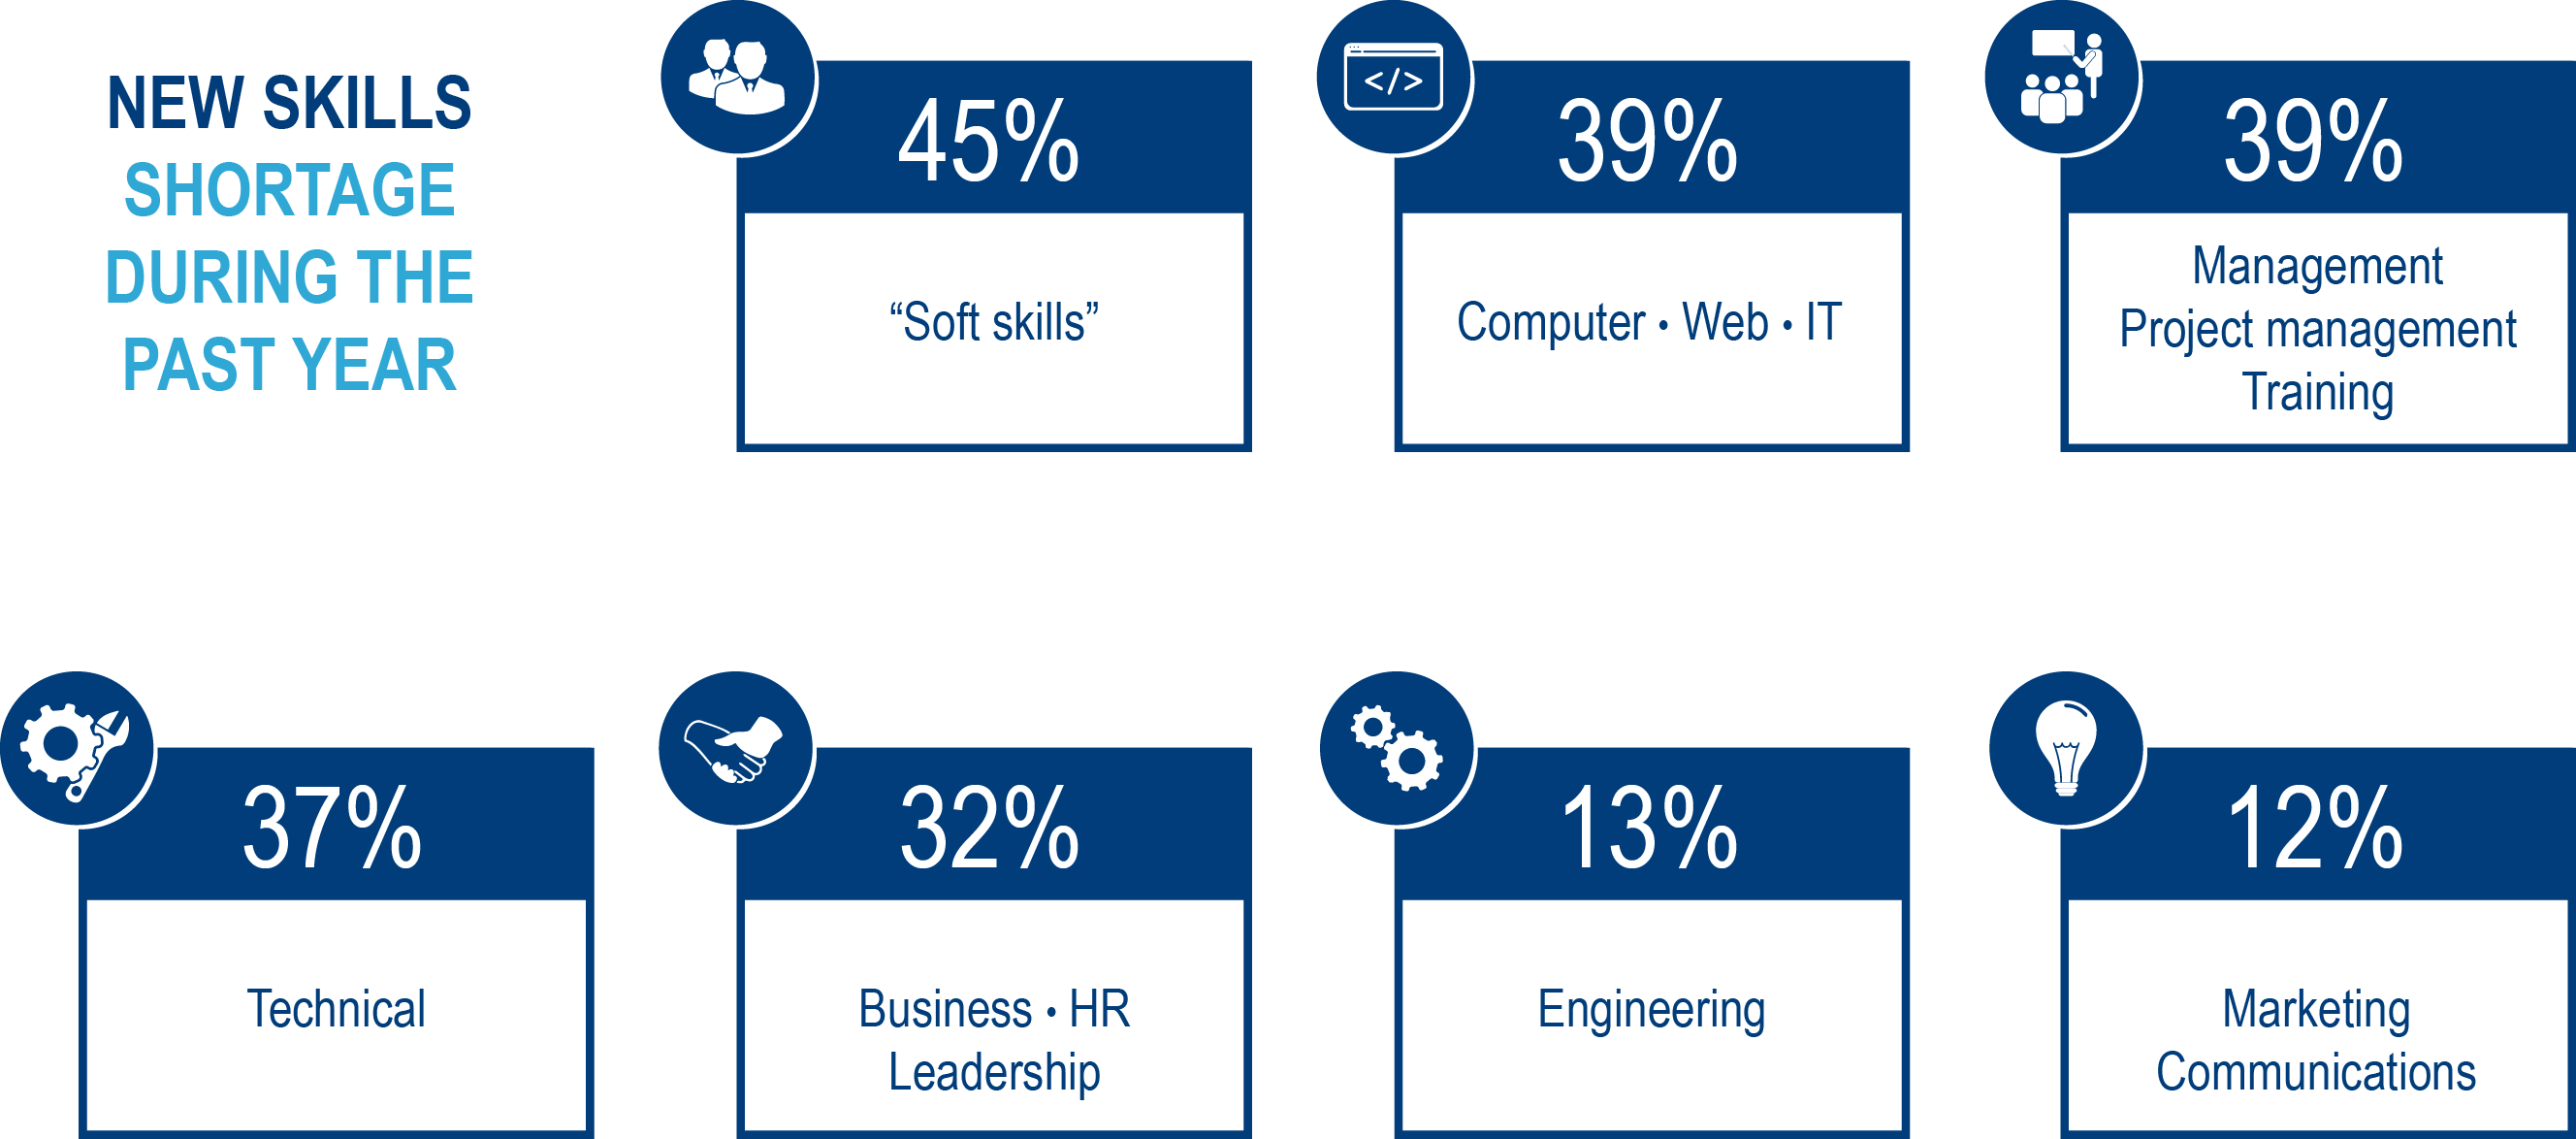 NEW SKILLS
SHORTAGE
DURING THE
PAST YEAR
45%
“Soft skills”
</>
39%
Computer • Web • IT
39%
Management
Project management
Training
37%
Technical
32%
Business • HR
Leadership
13%
Engineering
12%
Marketing
Communications